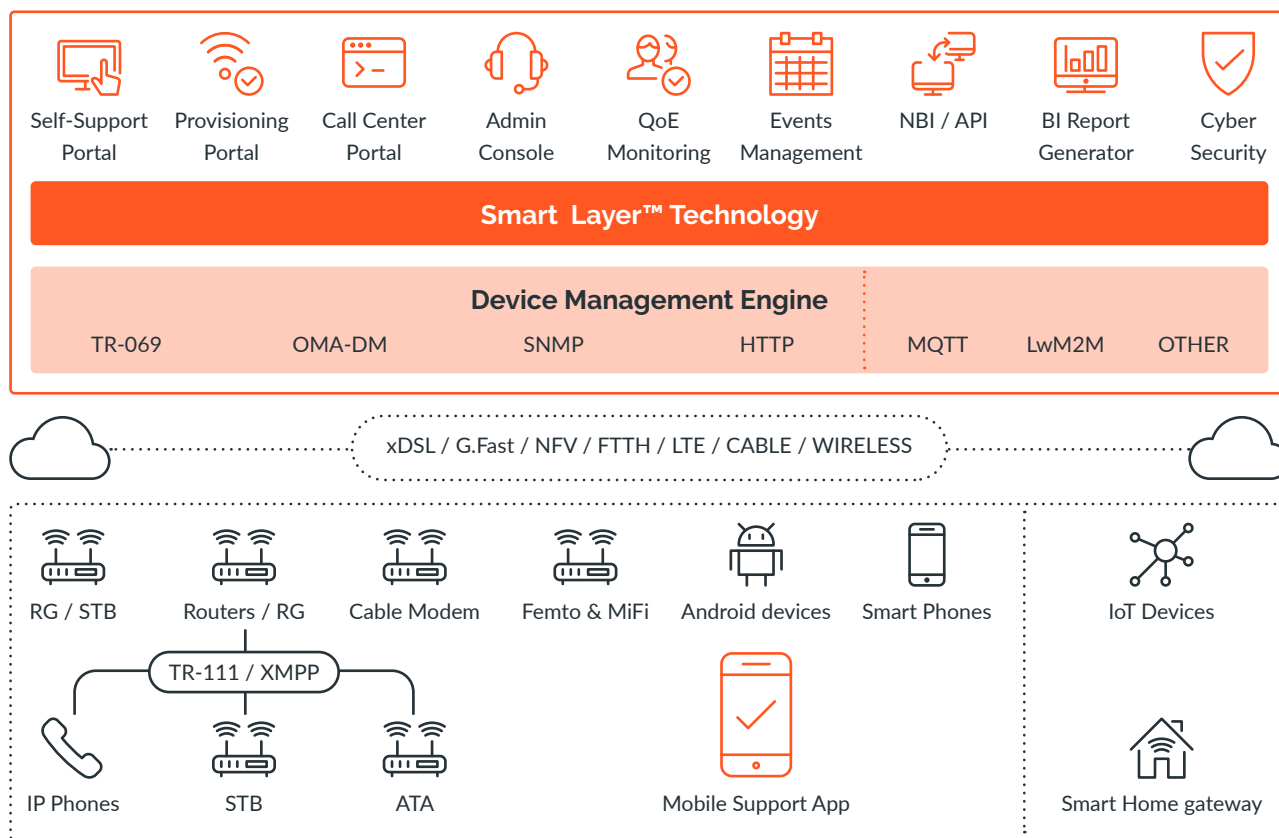 Self-Support Portal
Provisioning Portal
Call Center Portal
Admin Console
QoE Monitoring
Events Management
NBI / API
BI Report Generator
Cyber Security
Smart Layer™ Technology
Device Management Engine
TR-069
OMA-DM
SNMP
HTTP
MQTT
LwM2M
OTHER
xDSL / G.Fast / NFV / FTTH / LTE / CABLE / WIRELESS
RG / STB
Routers / RG
Cable Modem
Femto & MiFi
Android devices
Smart Phones
IoT Devices
TR-111 / XMPP
IP Phones
STB
ATA
Mobile Support App
Smart Home gateway